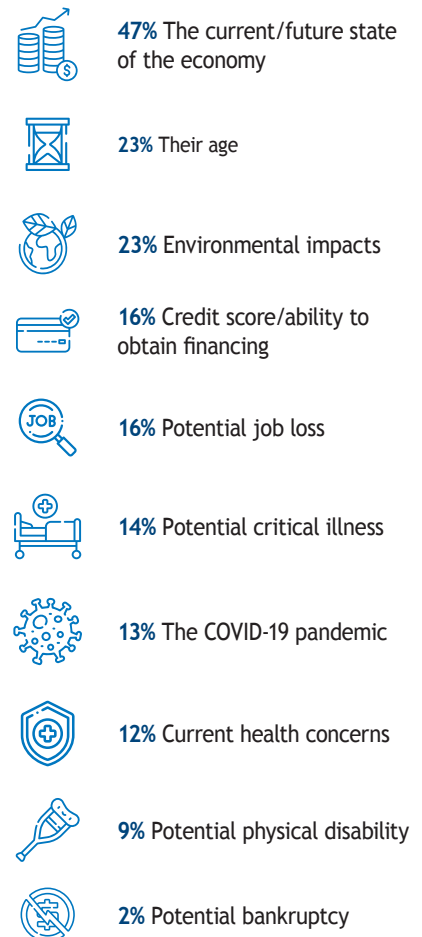 47% The current/future state
of the economy
$
23% Their age
23% Environmental impacts
16% Credit score/ability to
obtain financing
JOB
16% Potential job loss
14% Potential critical illness
13% The COVID-19 pandemic
12% Current health concerns
9% Potential physical disability
2% Potential bankruptcy